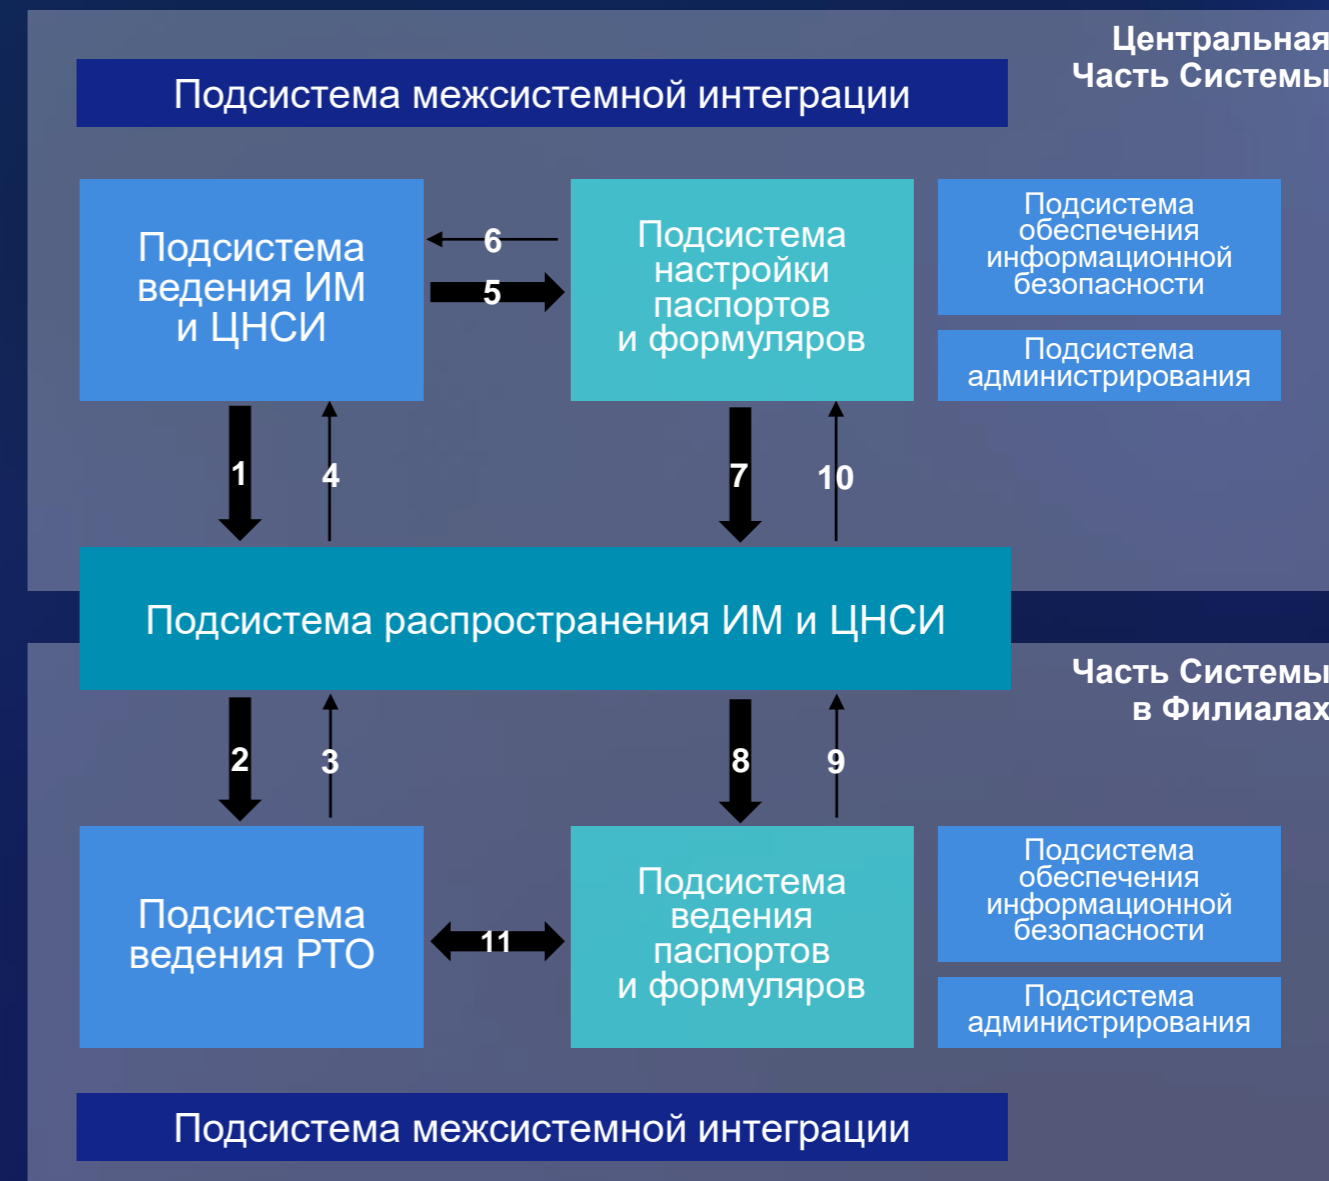 Центральная
Часть Системы
Подсистема межсистемной интеграции
Подсистема
ведения ИМ
и ЦНСИ
6
5
Подсистема
настройки
паспортов
и формуляров
Подсистема
обеспечения
информационной
безопасности
Подсистема
администрирования
1
4
7
10
Подсистема распространения ИМ и ЦНСИ
Часть Системы
в Филиалах
2
3
8
9
Подсистема
ведения РТО
11
Подсистема
ведения
паспортов
и формуляров
Подсистема
обеспечения
информационной
безопасности
Подсистема
администрирования
Подсистема межсистемной интеграции